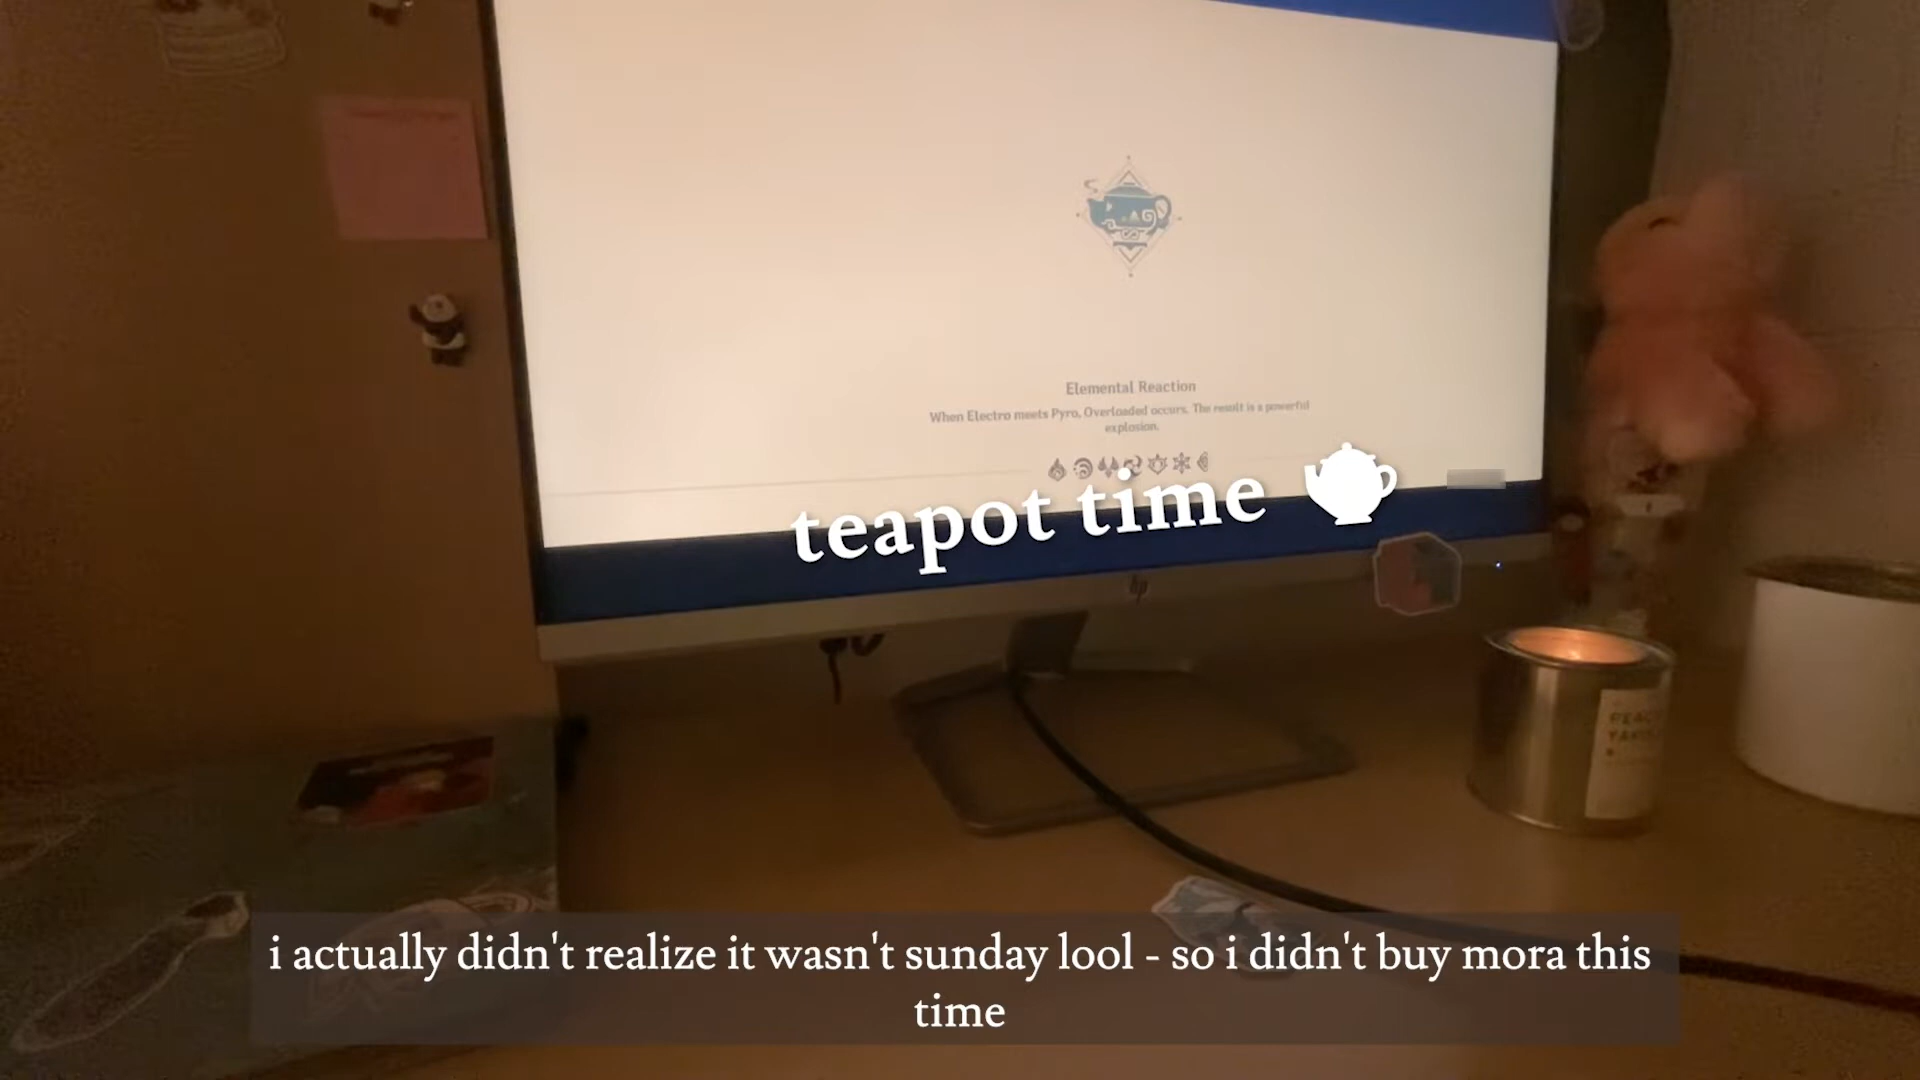 Elemental Reaction
When Electro meets Pyro, Overloaded occurs. The result is a powerful
explosion.
teapot time
hp
i actually didn't realize it wasn't sunday lool - so i didn't buy mora this
time